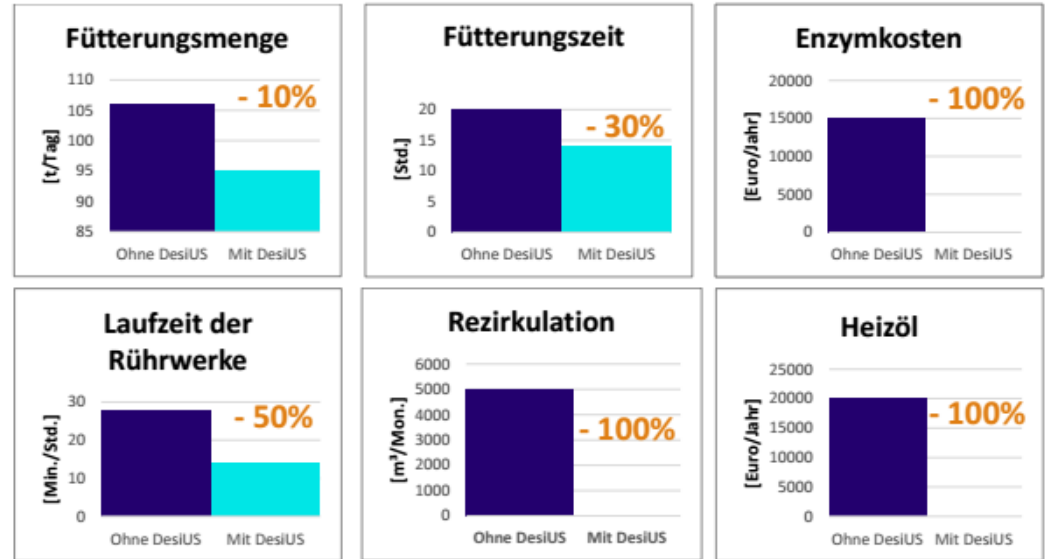 Fütterungsmenge
110
105
100
95
90
85
[t/Tag]
- 10%
Ohne DesiUS Mit DesiUS
Fütterungszeit
20
15
10
5
0
[Std.]
- 30%
Ohne DesiUS Mit DesiUS
Enzymkosten
20000
15000
10000
5000
0
[Euro/Jahr]
- 100%
Ohne DesiUS Mit DesiUS
Laufzeit der
Rührwerke
30
20
10
0
[Min./Std.]
- 50%
Ohne DesiUS Mit DesiUS
Rezirkulation
6000
5000
4000
3000
2000
1000
0
[m³/Mon.]
- 100%
Ohne DesiUS Mit DesiUS
Heizöl
25000
20000
15000
10000
5000
0
[Euro/Jahr]
- 100%
Ohne DesiUS Mit DesiUS